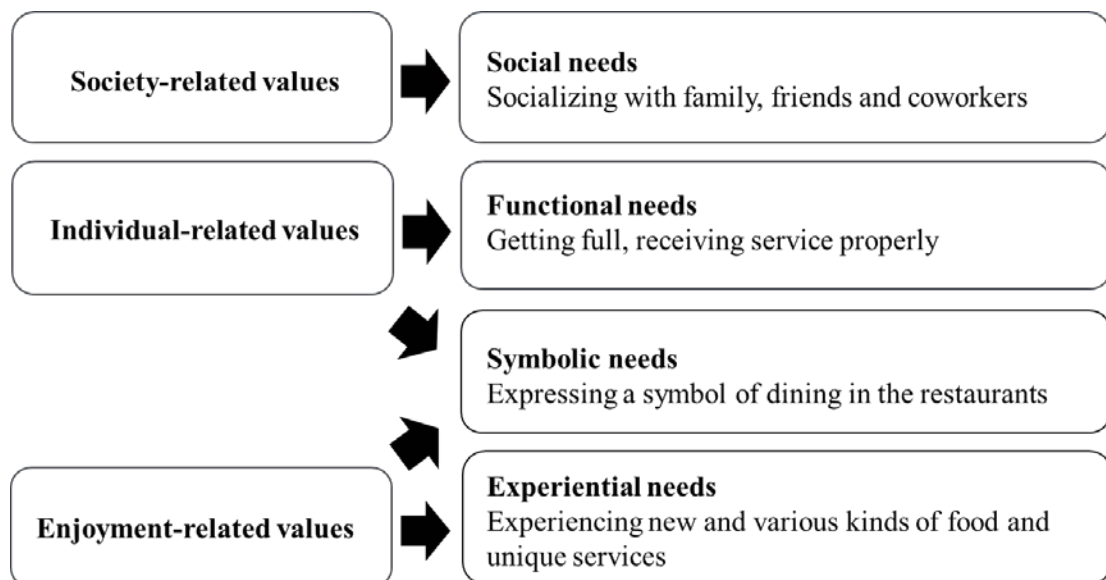 Society-related values
Social needs
Socializing with family, friends and coworkers
Individual-related values
Functional needs
Getting full, receiving service properly
Symbolic needs
Expressing a symbol of dining in the restaurants
Enjoyment-related values
Experiential needs
Experiencing new and various kinds of food and
unique services